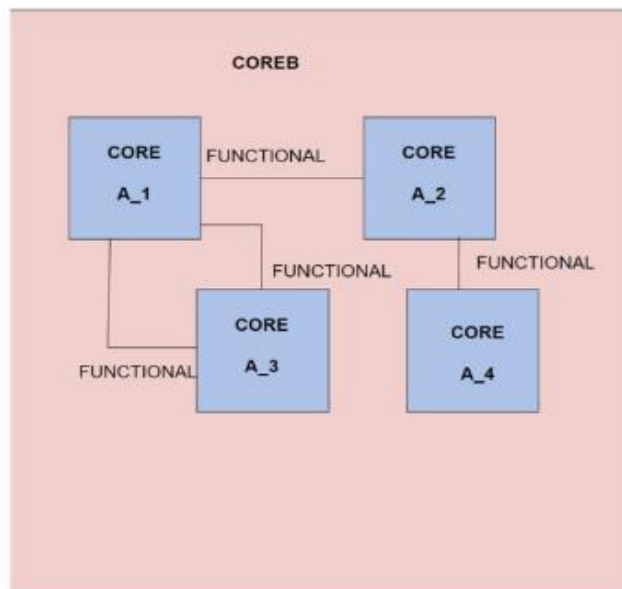 COREB
CORE
A_1
FUNCTIONAL
CORE
A_2
FUNCTIONAL
FUNCTIONAL
CORE
A_3
FUNCTIONAL
CORE
A_4